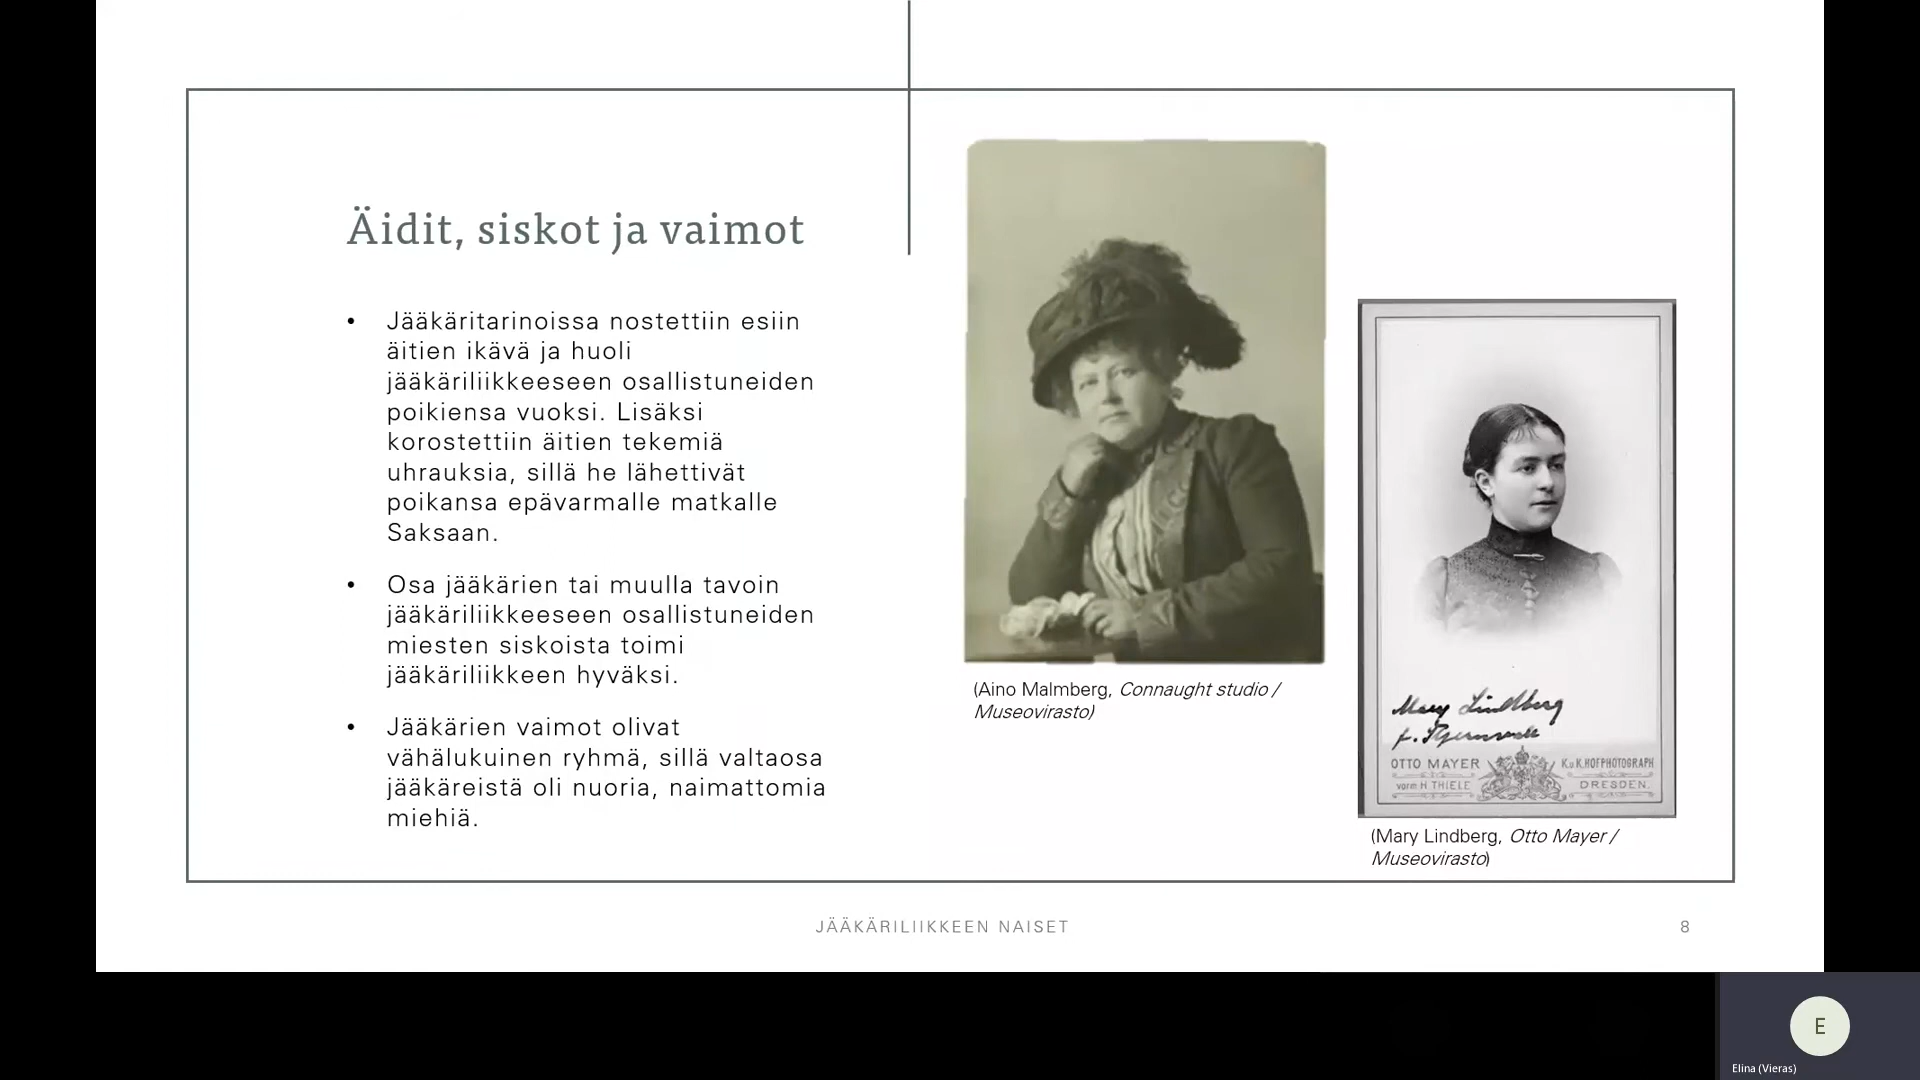 Äidit, siskot ja vaimot
• Jääkäritarinoissa nostettiin esiin
äitien ikävä ja huoli
jääkäriliikkeeseen osallistuneiden
poikiensa vuoksi. Lisäksi
korostettiin äitien tekemiä
uhrauksia, sillä he lähettivät
poikansa epävarmalle matkalle
Saksaan.
• Osa jääkärien tai muulla tavoin
jääkäriliikkeeseen osallistuneiden
miesten siskoista toimi
jääkäriliikkeen hyväksi.
• Jääkärien vaimot olivat
vähälukuinen ryhmä, sillä valtaosa
jääkäreistä oli nuoria, naimattomia
miehiä.
(Aino Malmberg, Connaught studio /
Museovirasto)
Mary Lindberg
OTTO MAYER K.u.K.HOFPHOTOGRAPH
vorm H THIELE DRESDEN.
(Mary Lindberg, Otto Mayer /
Museovirasto)
JÄÄKÄRILIIKKEEN NAISET
8
E
Elina (Vieras)